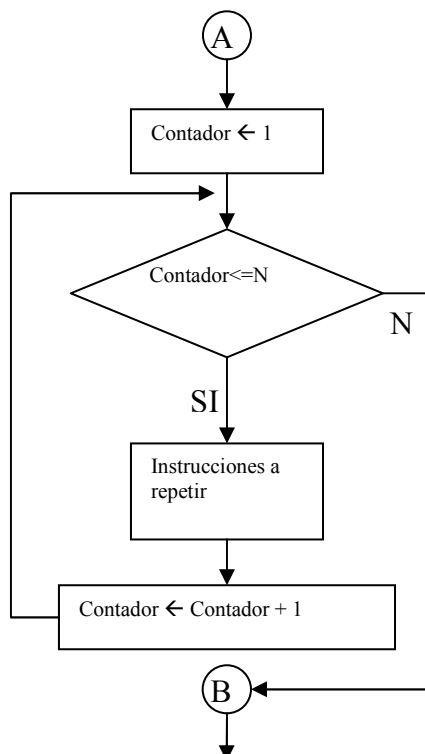 A
Contador ← 1
Contador<=N
N
SI
Instrucciones a
repetir
Contador ← Contador + 1
B